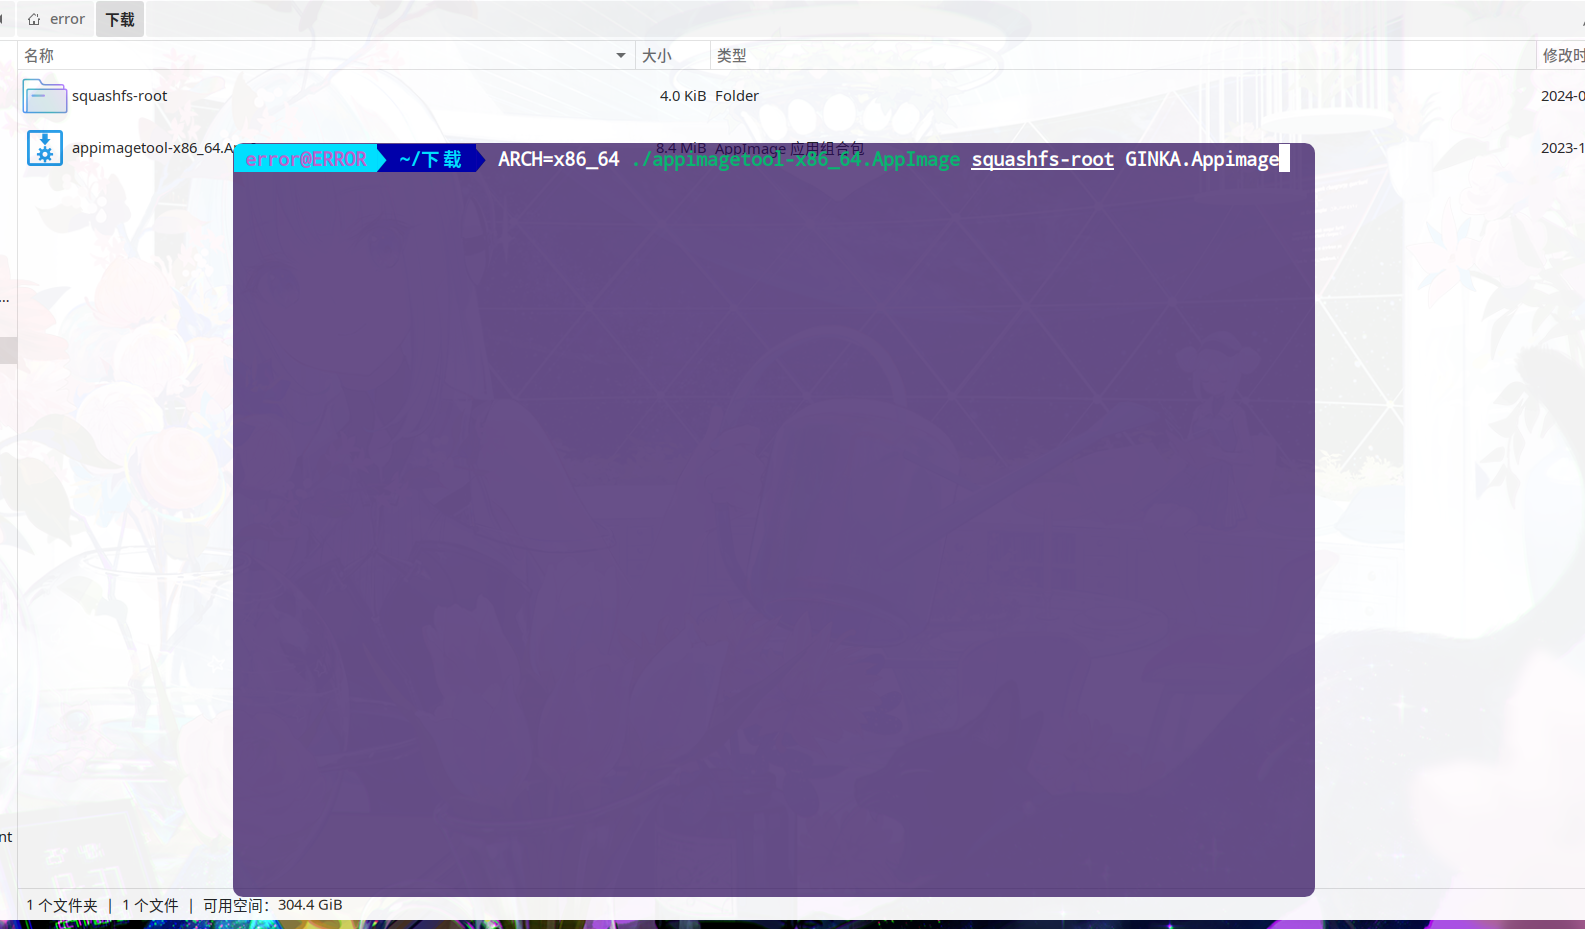 error 下载
名称 大小 类型 修改时
squashfs-root 4.0 KiB Folder 2024-0
appimagetool-x86_64.A 8.4 MiB AppImage 应用组合包 2023-1
error@ERROR ~/下载 ARCH=x86_64 ./appimagetool-x86_64.AppImage squashfs-root GINKA.Appimage
...
nt
1 个文件夹 | 1 个文件 | 可用空间：304.4 GiB